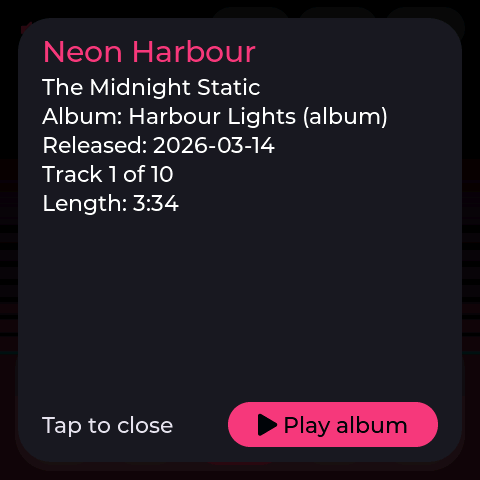 Neon Harbour
The Midnight Static
Album: Harbour Lights (album)
Released: 2026-03-14
Track 1 of 10
Length: 3:34
Tap to close
Play album